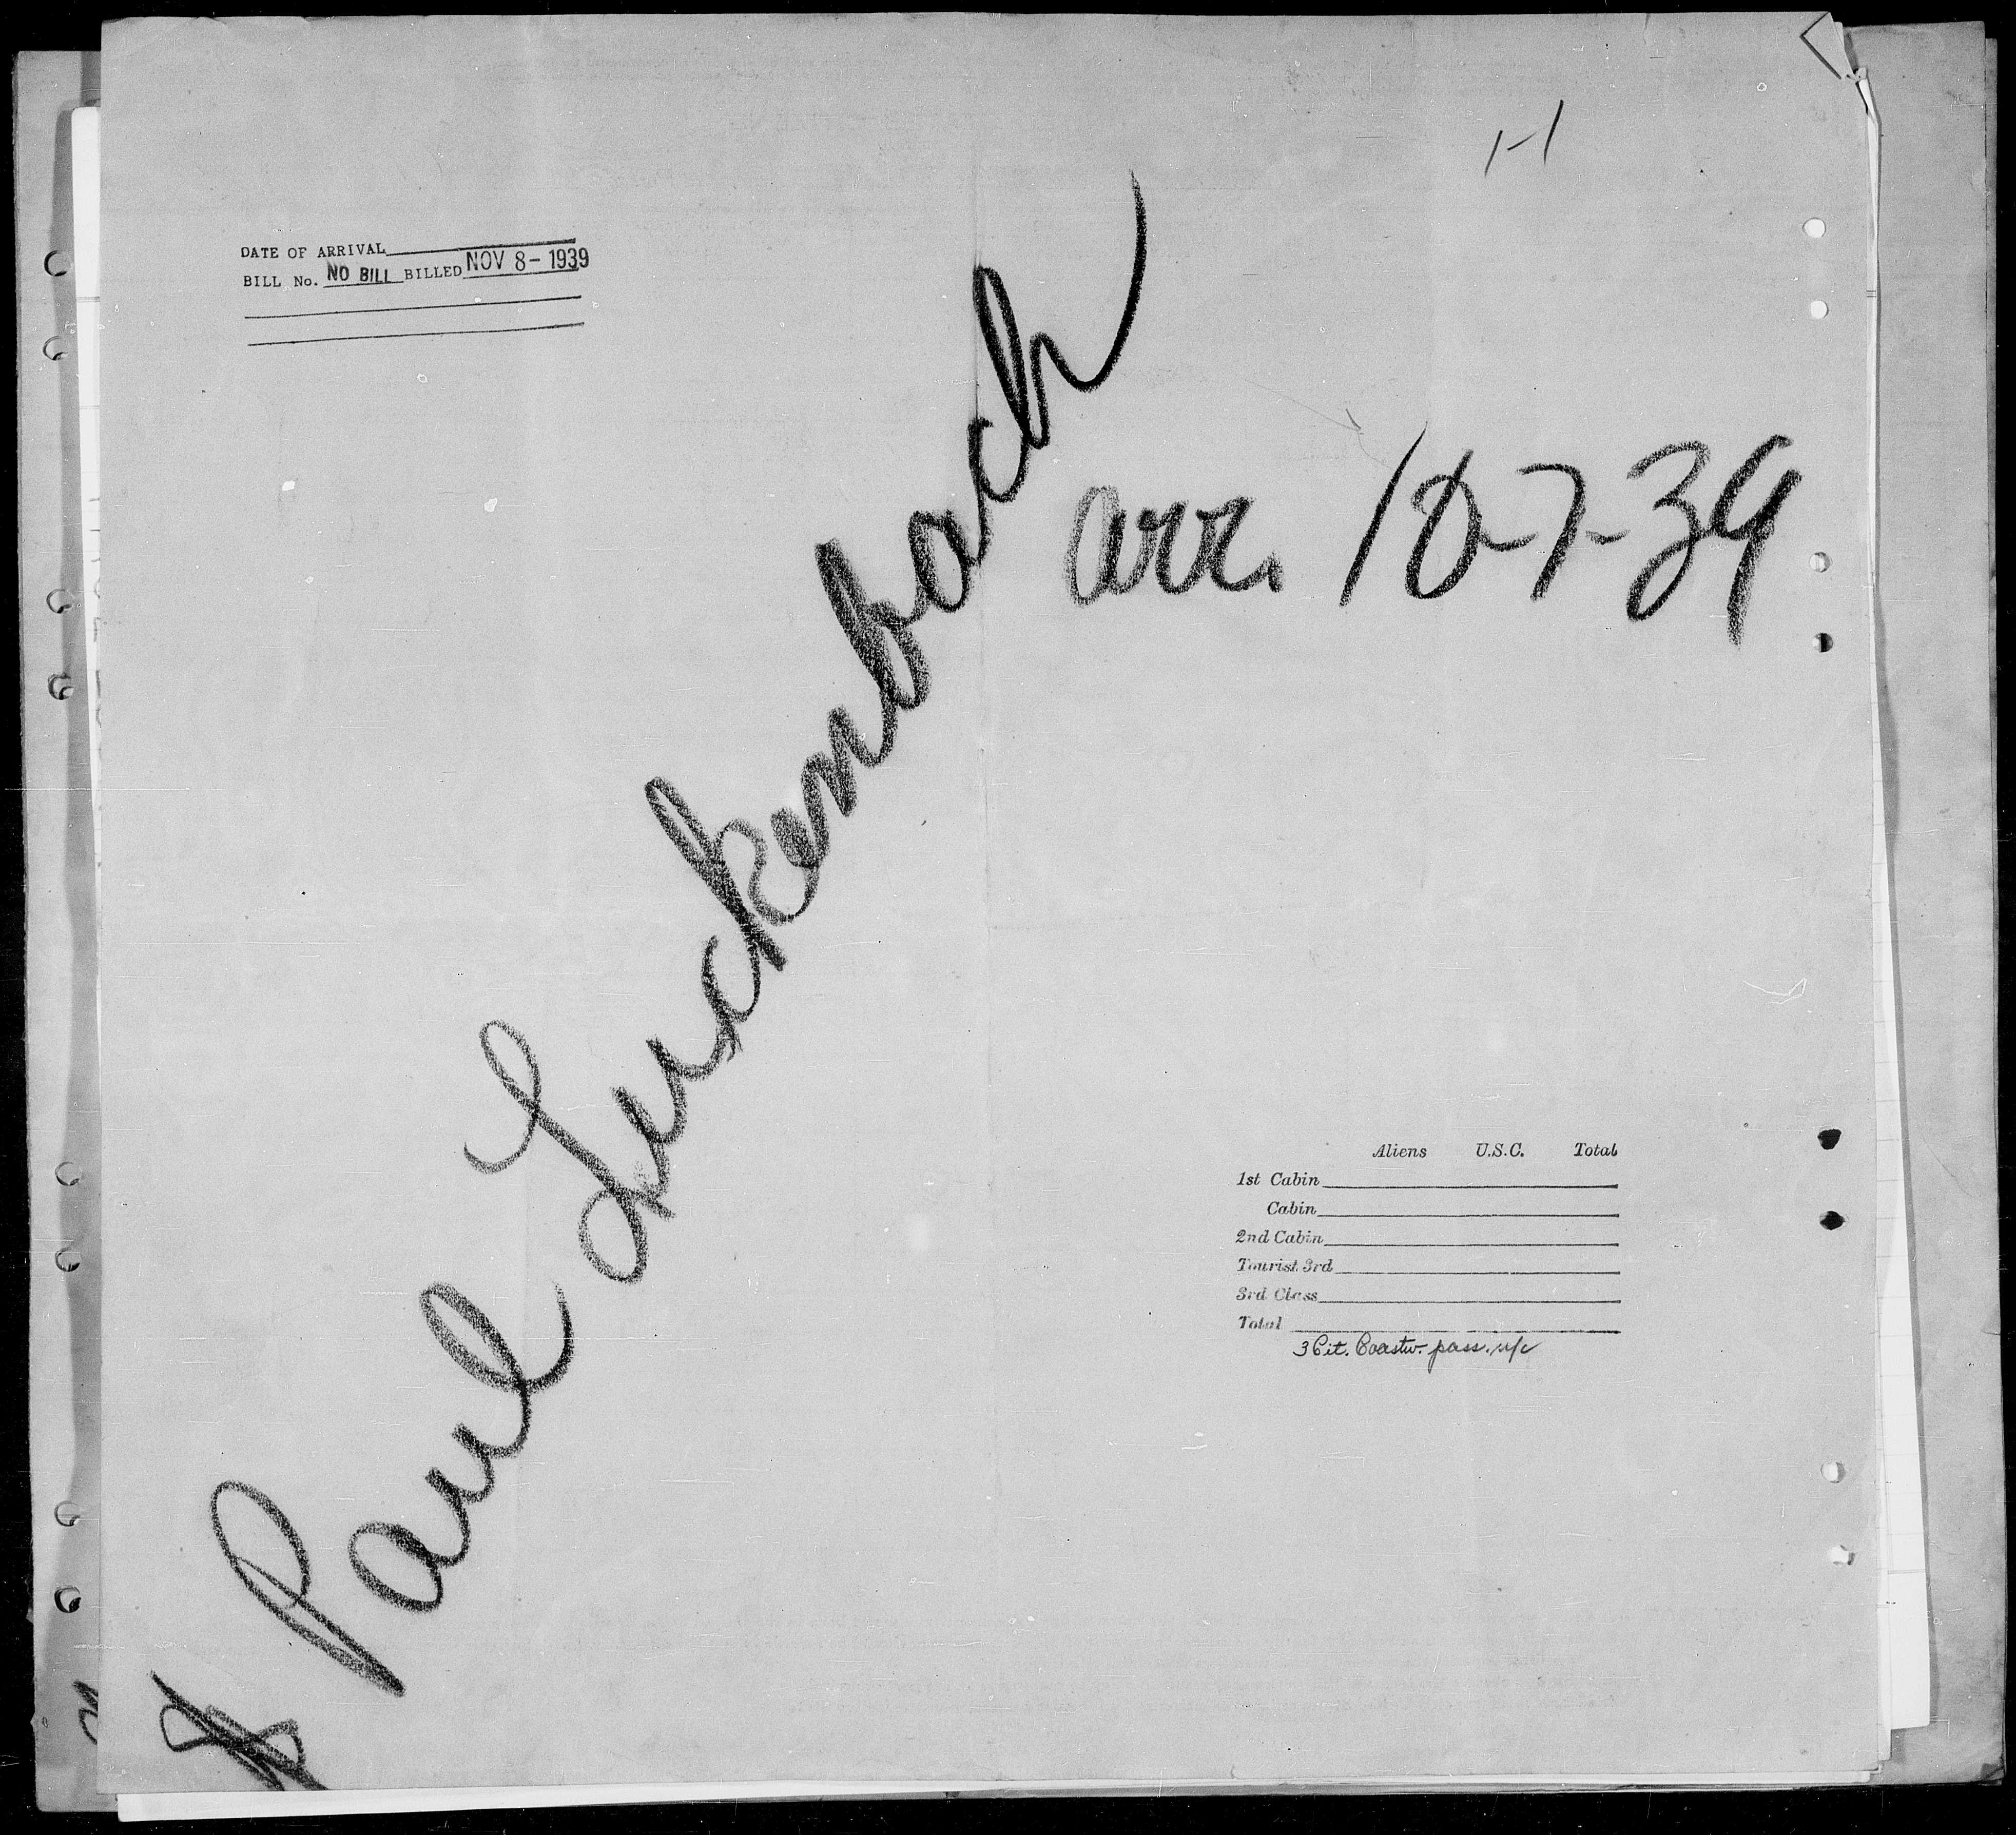 1-1
DATE OF ARRIVAL
BILL No. NO BILL BILLED NOV 8-1939
Paul Luckenbach
arr. 10-7-39
Aliens U.S.C. Total
1st Cabin
Cabin
2nd Cabin
Tourist 3rd
3rd Class
Total
3 Cit. Coastw. pass. n/c